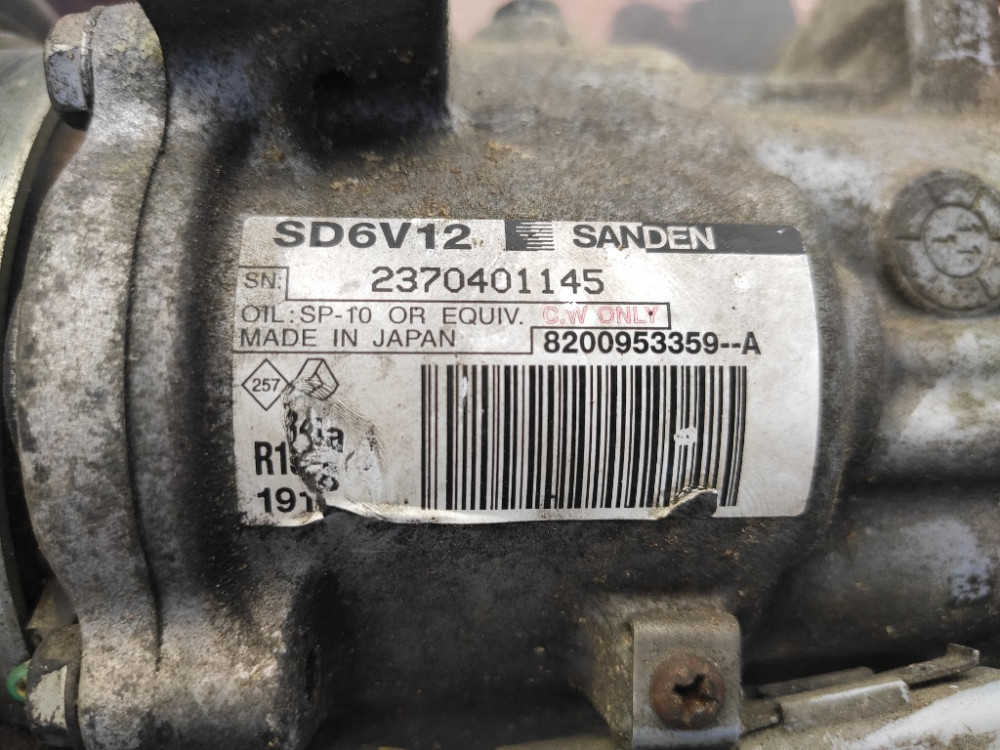 SD6V12 SANDEN
SN: 2370401145
OIL: SP-10 OR EQUIV. C.W ONLY
MADE IN JAPAN 8200953359--A
257